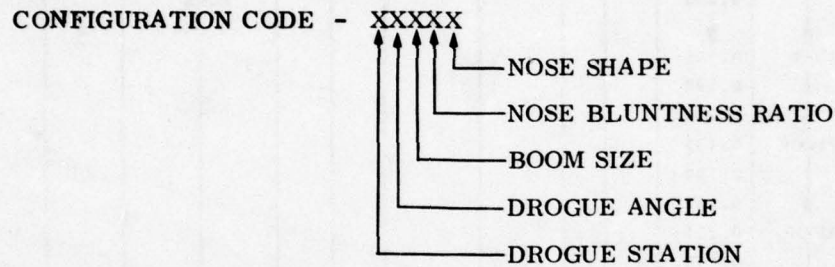 CONFIGURATION CODE - XXXXX
NOSE SHAPE
NOSE BLUNTNESS RATIO
BOOM SIZE
DROGUE ANGLE
DROGUE STATION